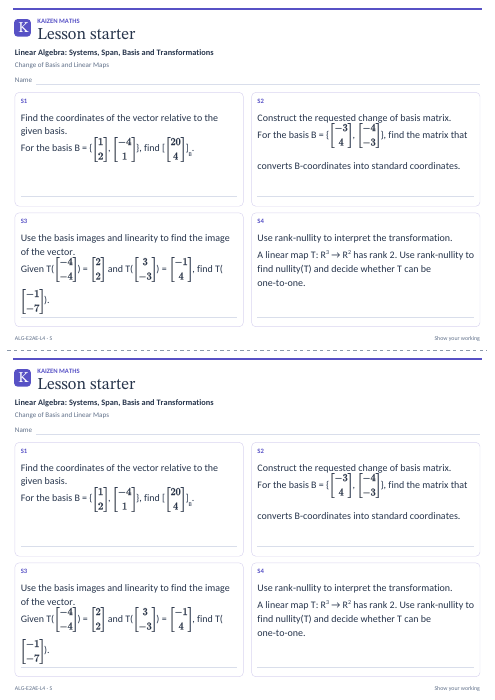 K
KAIZEN MATHS
Lesson starter
Linear Algebra: Systems, Span, Basis and Transformations
Change of Basis and Linear Maps
Name
S1
Find the coordinates of the vector relative to the
given basis.
For the basis B = {[1 2], [−4 1]}, find [[20 4]]B.
S2
Construct the requested change of basis matrix.
For the basis B = {[−3 4], [−4 −3]}, find the matrix that
converts B-coordinates into standard coordinates.
S3
Use the basis images and linearity to find the image
of the vector.
Given T([−4 −4]) = [2 2] and T([3 −3]) = [−1 4], find T(
[−1 −7]).
S4
Use rank-nullity to interpret the transformation.
A linear map T: R³ → R² has rank 2. Use rank-nullity to
find nullity(T) and decide whether T can be
one-to-one.
ALG-E2AE-L4 - S
Show your working
K
KAIZEN MATHS
Lesson starter
Linear Algebra: Systems, Span, Basis and Transformations
Change of Basis and Linear Maps
Name
S1
Find the coordinates of the vector relative to the
given basis.
For the basis B = {[1 2], [−4 1]}, find [[20 4]]B.
S2
Construct the requested change of basis matrix.
For the basis B = {[−3 4], [−4 −3]}, find the matrix that
converts B-coordinates into standard coordinates.
S3
Use the basis images and linearity to find the image
of the vector.
Given T([−4 −4]) = [2 2] and T([3 −3]) = [−1 4], find T(
[−1 −7]).
S4
Use rank-nullity to interpret the transformation.
A linear map T: R³ → R² has rank 2. Use rank-nullity to
find nullity(T) and decide whether T can be
one-to-one.
ALG-E2AE-L4 - S
Show your working